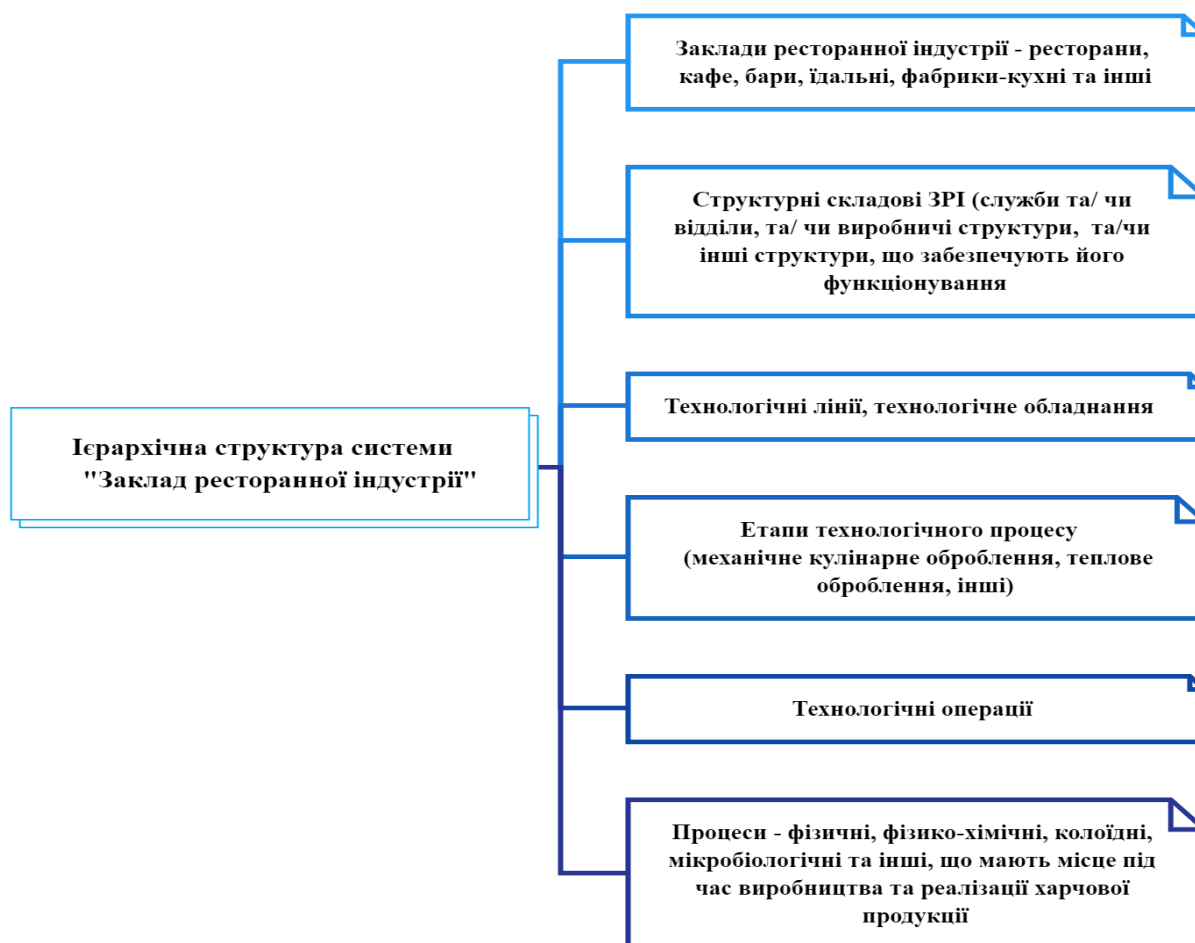 Заклади ресторанної індустрії - ресторани,
кафе, бари, їдальні, фабрики-кухні та інші
Структурні складові ЗРІ (служби та/ чи
відділи, та/ чи виробничі структури, та/чи
інші структури, що забезпечують його
функціонування
Технологічні лінії, технологічне обладнання
Ієрархічна структура системи
"Заклад ресторанної індустрії"
Етапи технологічного процесу
(механічне кулінарне оброблення, теплове
оброблення, інші)
Технологічні операції
Процеси - фізичні, фізико-хімічні, колоїдні,
мікробіологічні та інші, що мають місце під
час виробництва та реалізації харчової
продукції